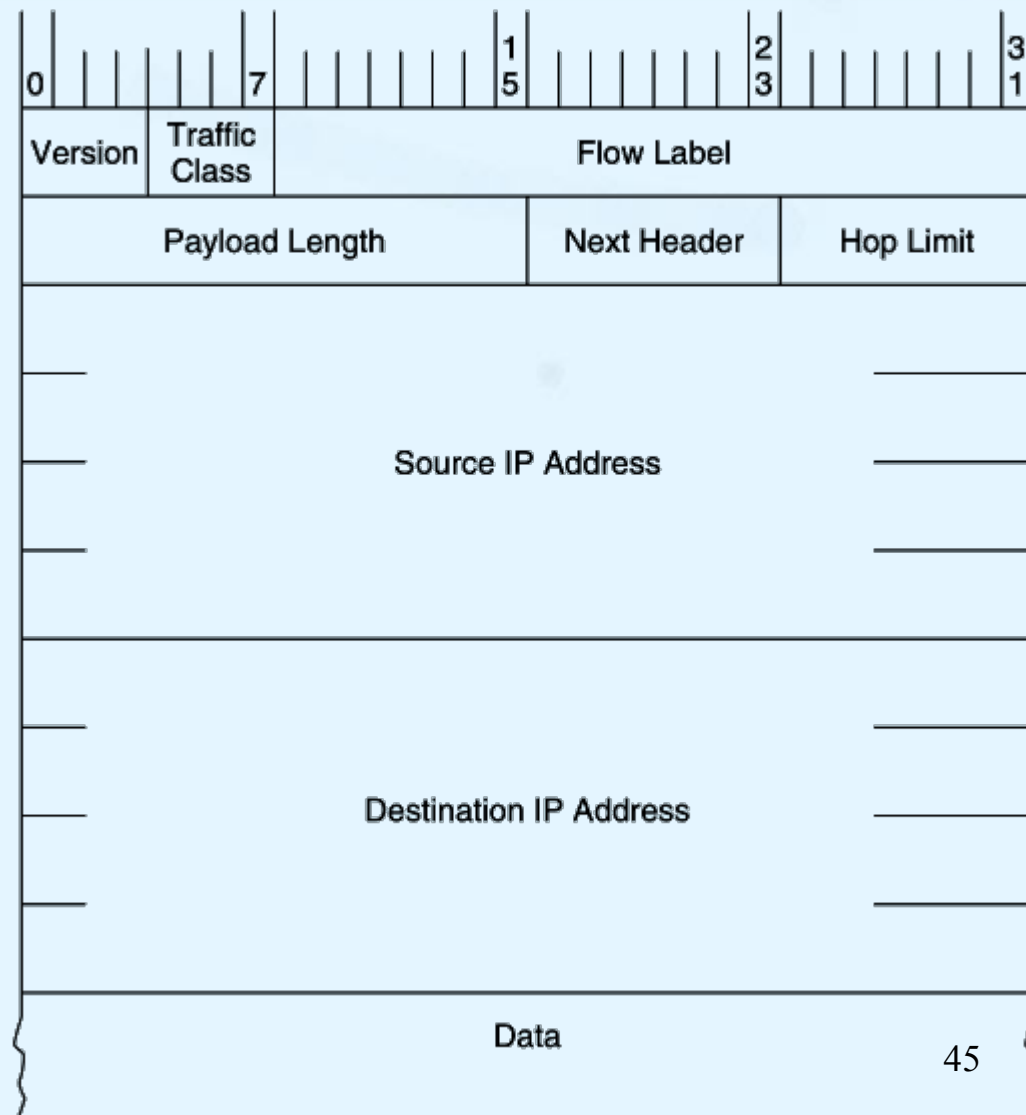 0 7 1 5 2 3 3 1
Version Traffic Class Flow Label
Payload Length Next Header Hop Limit
Source IP Address
Destination IP Address
Data
45